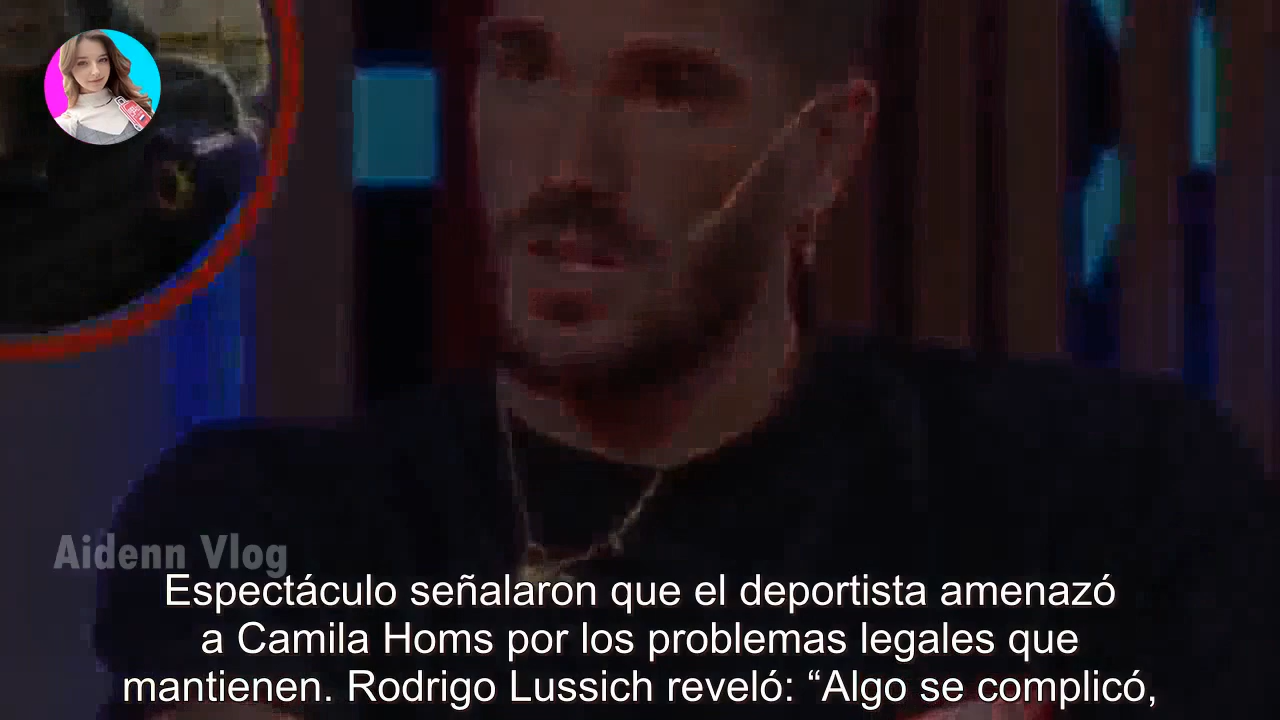 Aidenn Vlog
Espectáculo señalaron que el deportista amenazó
a Camila Homs por los problemas legales que
mantienen. Rodrigo Lussich reveló: “Algo se complicó,